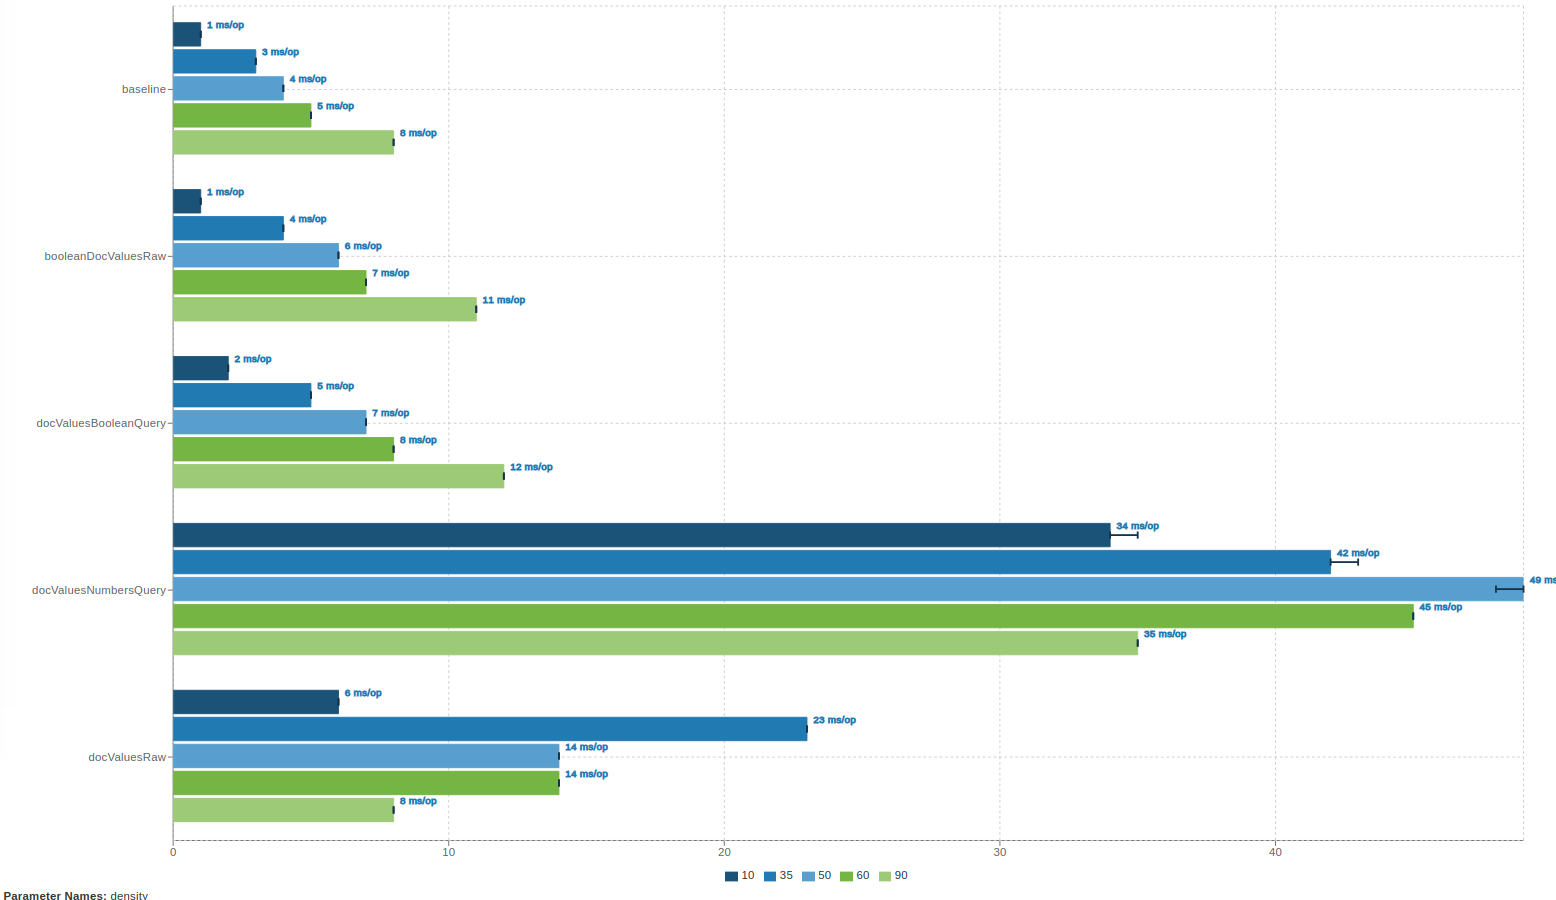 1 ms/op
3 ms/op
4 ms/op
baseline
5 ms/op
8 ms/op
1 ms/op
4 ms/op
6 ms/op
booleanDocValuesRaw
7 ms/op
11 ms/op
2 ms/op
5 ms/op
7 ms/op
docValuesBooleanQuery
8 ms/op
12 ms/op
34 ms/op
42 ms/op
49 ms
docValuesNumbersQuery
45 ms/op
35 ms/op
6 ms/op
23 ms/op
14 ms/op
docValuesRaw
14 ms/op
8 ms/op
0 10 20 30 40
10 35 50 60 90
Parameter Names: density